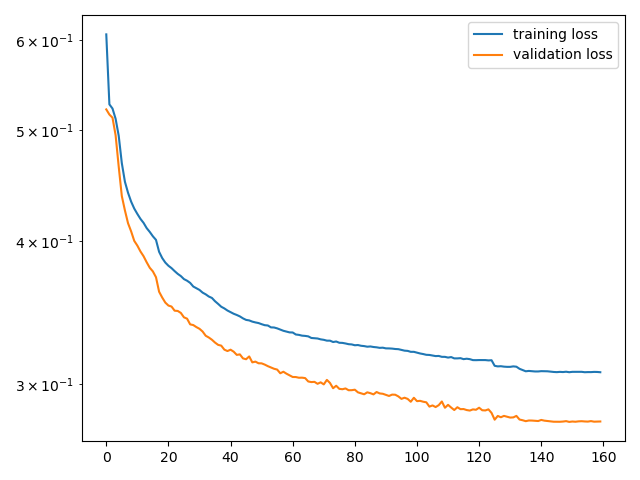 training loss
validation loss
6 × 10⁻¹
5 × 10⁻¹
4 × 10⁻¹
3 × 10⁻¹
0 20 40 60 80 100 120 140 160